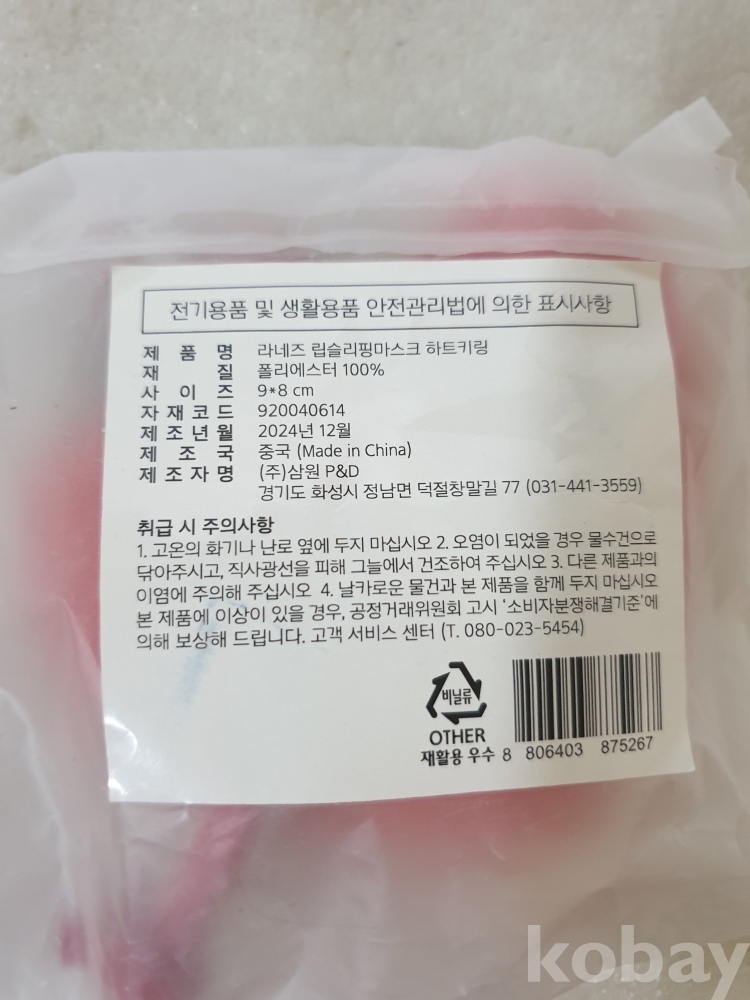 전기용품 및 생활용품 안전관리법에 의한 표시사항
제 품 명 라네즈 립슬리핑마스크 하트키링
재 질 폴리에스터 100%
사 이 즈 9*8 cm
자 재 코 드 920040614
제 조 년 월 2024년 12월
제 조 국 중국 (Made in China)
제 조 자 명 (주)삼원 P&D
경기도 화성시 정남면 덕절창말길 77 (031-441-3559)
취급 시 주의사항
1. 고온의 화기나 난로 옆에 두지 마십시오 2. 오염이 되었을 경우 물수건으로
닦아주시고, 직사광선을 피해 그늘에서 건조하여 주십시오 3. 다른 제품과의
이염에 주의해 주십시오 4. 날카로운 물건과 본 제품을 함께 두지 마십시오
본 제품에 이상이 있을 경우, 공정거래위원회 고시 '소비자분쟁해결기준'에
의해 보상해 드립니다. 고객 서비스 센터 (T. 080-023-5454)
비닐류
OTHER
재활용 우수
8 806403 875267
kobay